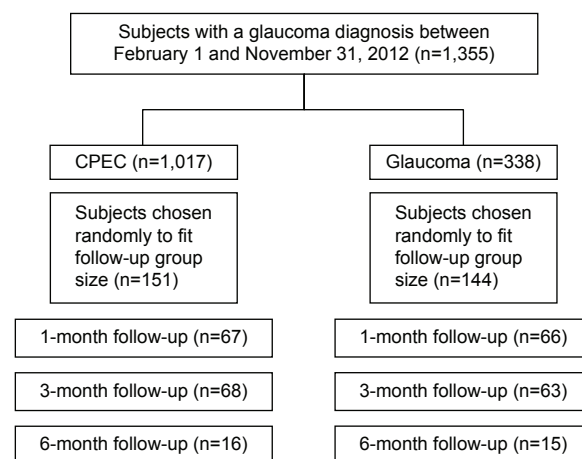 Subjects with a glaucoma diagnosis between
February 1 and November 31, 2012 (n=1,355)
CPEC (n=1,017)
Glaucoma (n=338)
Subjects chosen
randomly to fit
follow-up group
size (n=151)
Subjects chosen
randomly to fit
follow-up group
size (n=144)
1-month follow-up (n=67)
1-month follow-up (n=66)
3-month follow-up (n=68)
3-month follow-up (n=63)
6-month follow-up (n=16)
6-month follow-up (n=15)